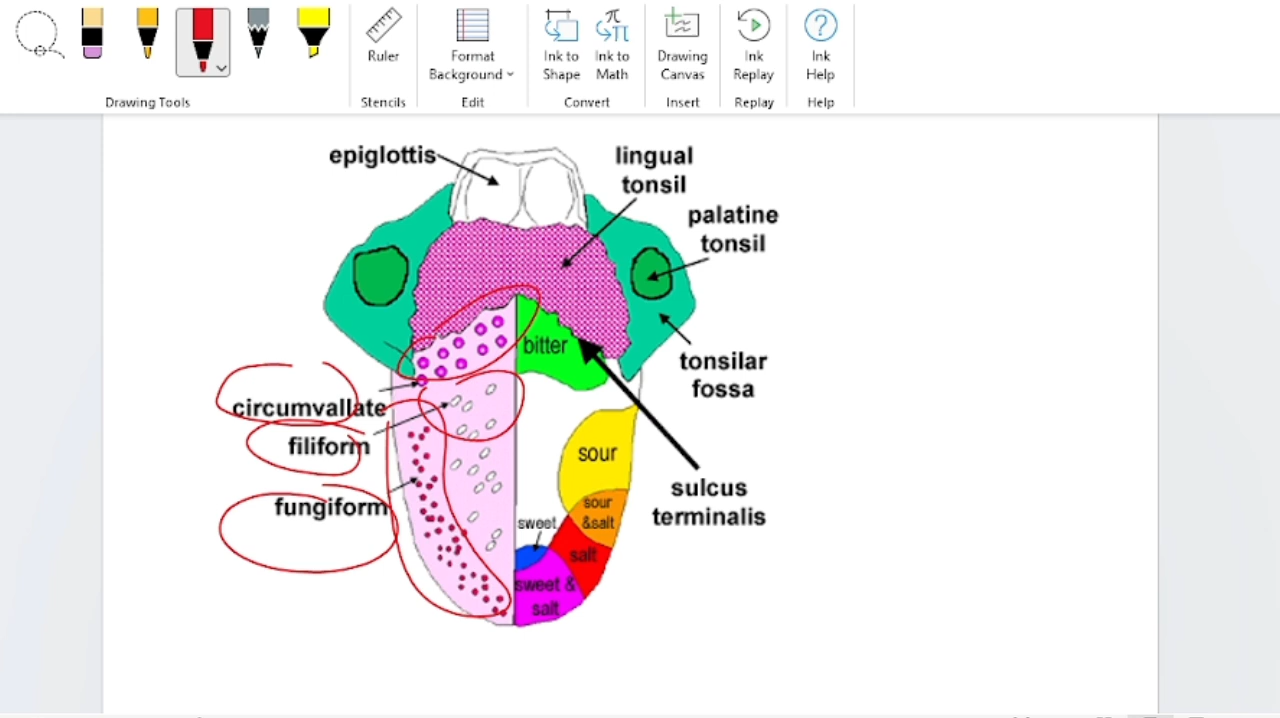 Ruler
Format
Background
Ink to
Shape
Ink to
Math
Drawing
Canvas
Ink
Replay
Ink
Help
Drawing Tools
Stencils
Edit
Convert
Insert
Replay
Help
epiglottis
lingual
tonsil
palatine
tonsil
bitter
tonsilar
fossa
circumvallate
filiform
fungiform
sour
sulcus
terminalis
sour
&salt
sweet
salt
sweet &
salt